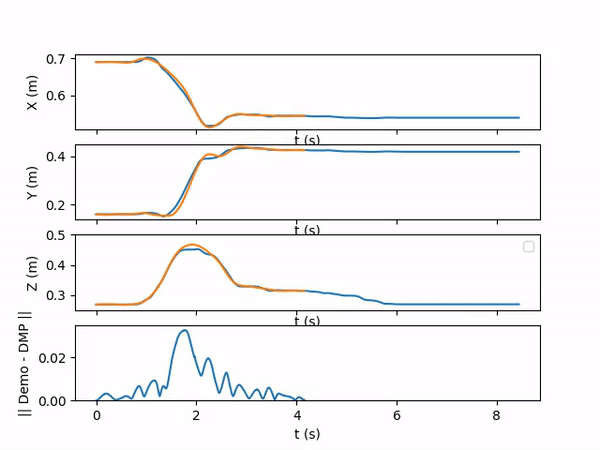 X (m)
0.7
0.6
t (s)
Y (m)
0.4
0.2
t (s)
Z (m)
0.5
0.4
0.3
t (s)
|| Demo - DMP ||
0.02
0.00
0 2 4 6 8
t (s)